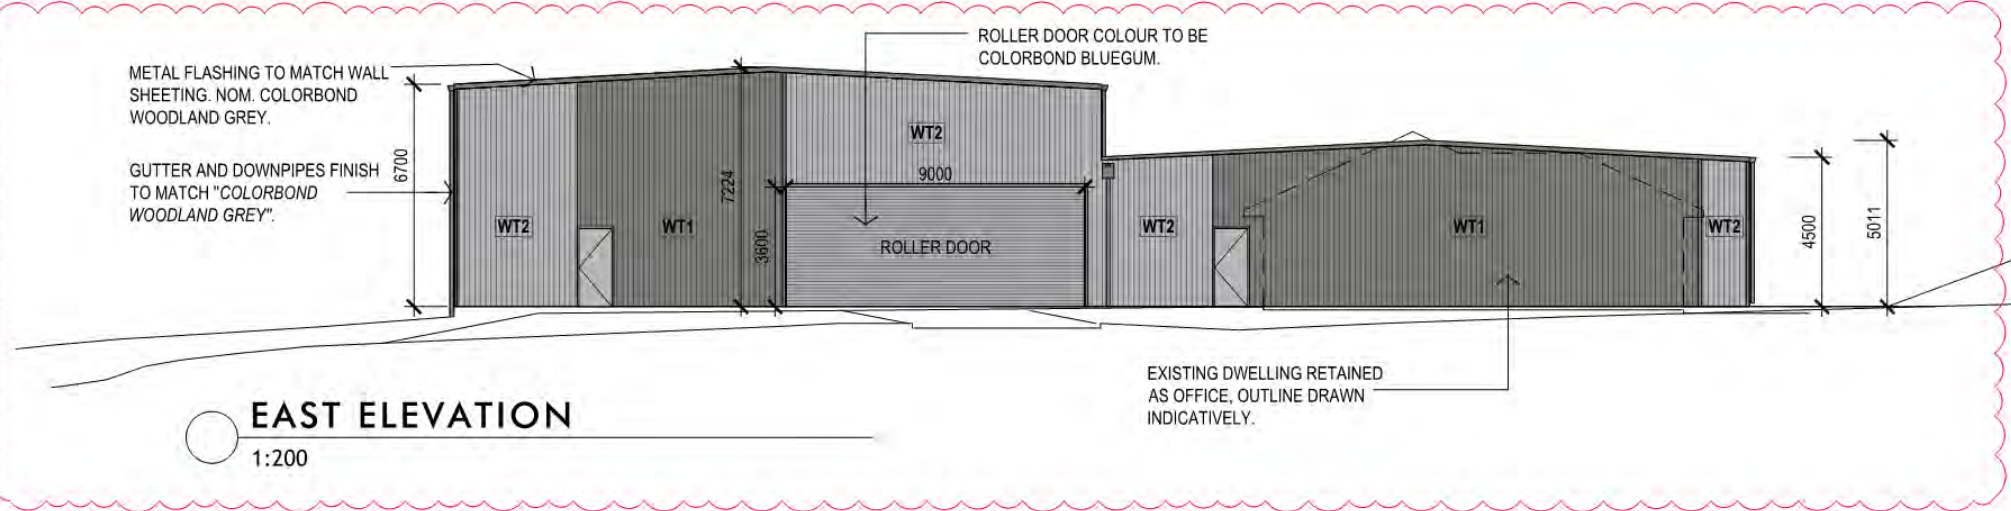 ROLLER DOOR COLOUR TO BE
COLORBOND BLUEGUM.
METAL FLASHING TO MATCH WALL
SHEETING. NOM. COLORBOND
WOODLAND GREY.
GUTTER AND DOWNPIPES FINISH
TO MATCH "COLORBOND
WOODLAND GREY".
6700
7224
3600
9000
WT2
WT2
WT1
ROLLER DOOR
WT2
WT1
WT2
4500
5011
EXISTING DWELLING RETAINED
AS OFFICE, OUTLINE DRAWN
INDICATIVELY.
EAST ELEVATION
1:200